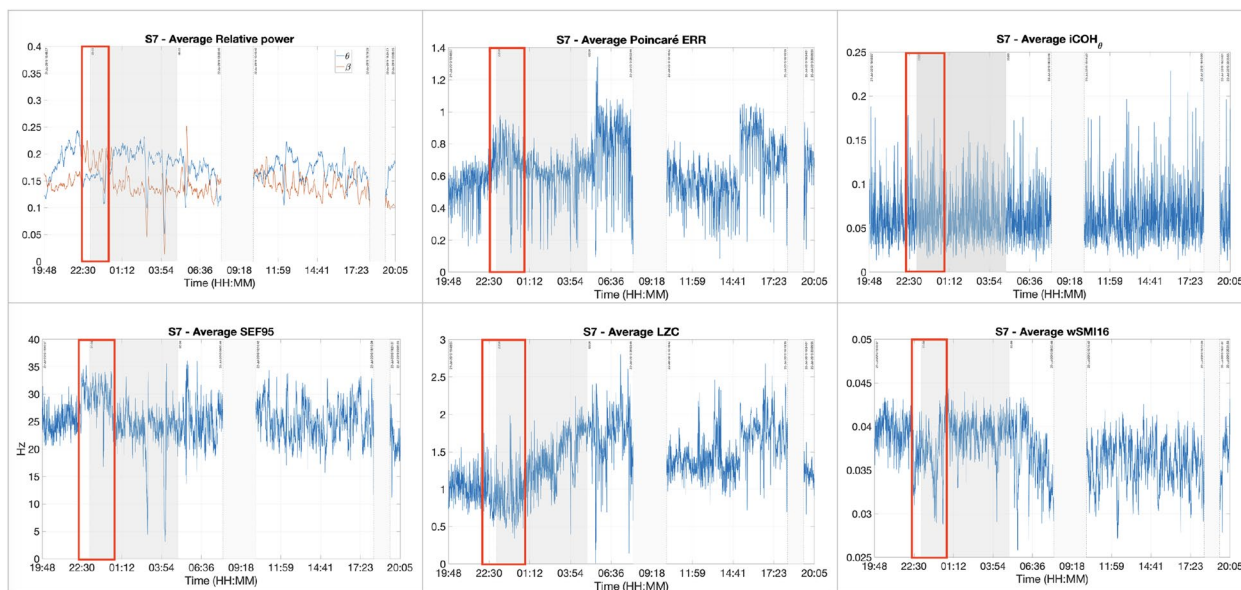 S7 - Average Relative power
0.4
0.35
0.3
0.25
0.2
0.15
0.1
0.05
0
θ
β
19:48 22:30 01:12 03:54 06:36 09:18 11:59 14:41 17:23 20:05
Time (HH:MM)
S7 - Average Poincaré ERR
1.4
1.2
1
0.8
0.6
0.4
0.2
0
19:48 22:30 01:12 03:54 06:36 09:18 11:59 14:41 17:23 20:05
Time (HH:MM)
S7 - Average iCOHθ
0.25
0.2
0.15
0.1
0.05
0
19:48 22:30 01:12 03:54 06:36 09:18 11:59 14:41 17:23 20:05
Time (HH:MM)
S7 - Average SEF95
40
35
30
25
20
15
10
5
0
Hz
19:48 22:30 01:12 03:54 06:36 09:18 11:59 14:41 17:23 20:05
Time (HH:MM)
S7 - Average LZC
3
2.5
2
1.5
1
0.5
0
19:48 22:30 01:12 03:54 06:36 09:18 11:59 14:41 17:23 20:05
Time (HH:MM)
S7 - Average wSMI16
0.05
0.045
0.04
0.035
0.03
0.025
19:48 22:30 01:12 03:54 06:36 09:18 11:59 14:41 17:23 20:05
Time (HH:MM)